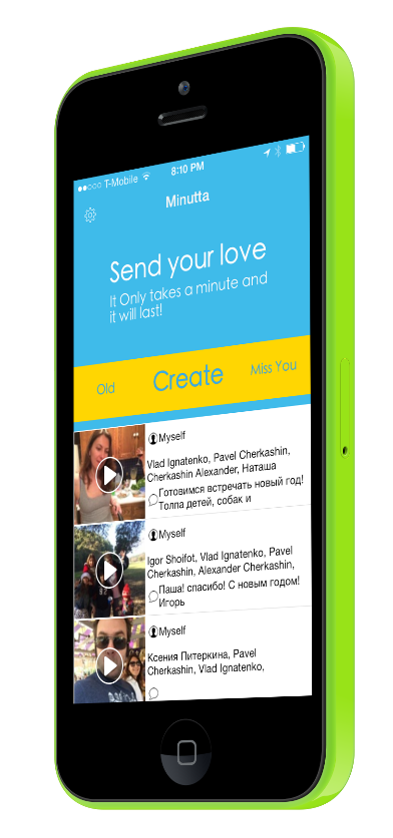 T-Mobile 8:10 PM
Minutta
Send your love
It Only takes a minute and
it will last!
Old Create Miss You
Myself
Vlad Ignatenko, Pavel Cherkashin,
Cherkashin Alexander, Наташа
Готовимся встречать новый год!
Толпа детей, собак и
Myself
Igor Shoifot, Vlad Ignatenko, Pavel
Cherkashin, Alexander Cherkashin,
Паша! спасибо! С новым годом!
Игорь
Myself
Ксения Питеркина, Pavel
Cherkashin, Vlad Ignatenko,